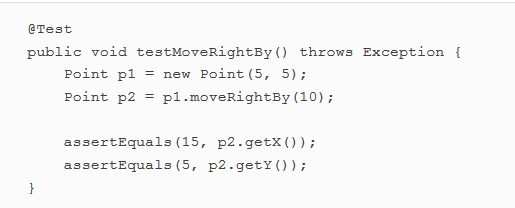 @Test
public void testMoveRightBy() throws Exception {
    Point p1 = new Point(5, 5);
    Point p2 = p1.moveRightBy(10);

    assertEquals(15, p2.getX());
    assertEquals(5, p2.getY());
}